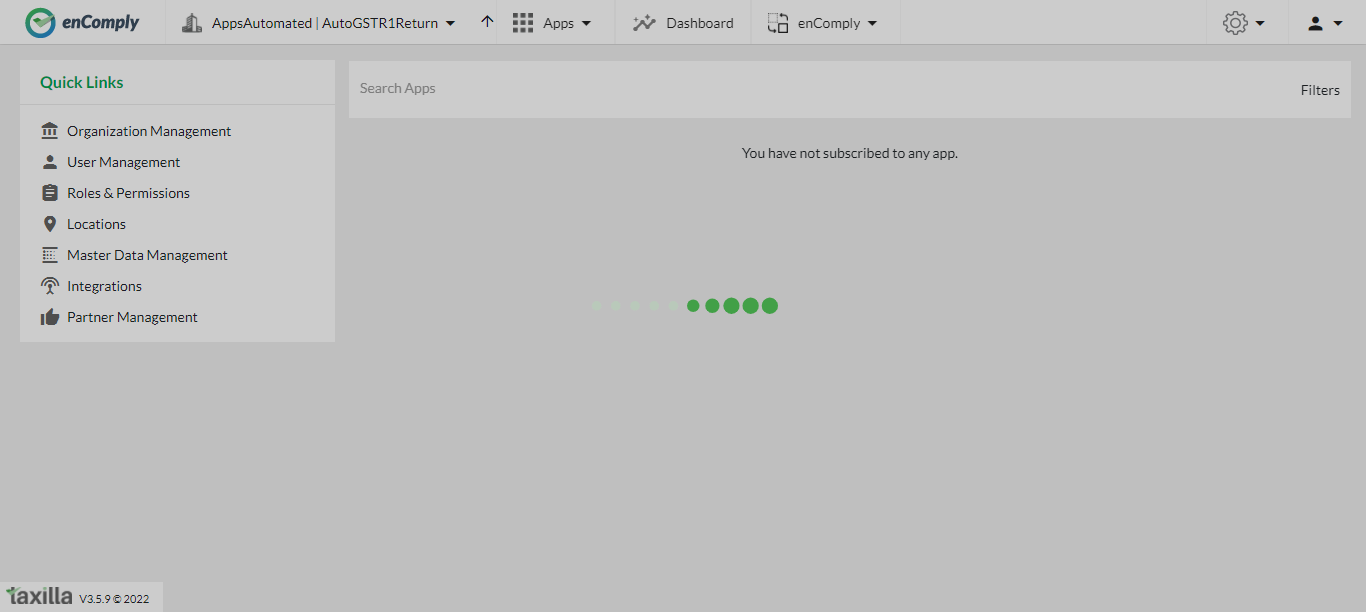 enComply
AppsAutomated | AutoGSTR1Return
Apps
Dashboard
enComply
Quick Links
Organization Management
User Management
Roles & Permissions
Locations
Master Data Management
Integrations
Partner Management
Search Apps
Filters
You have not subscribed to any app.
taxilla V3.5.9 © 2022